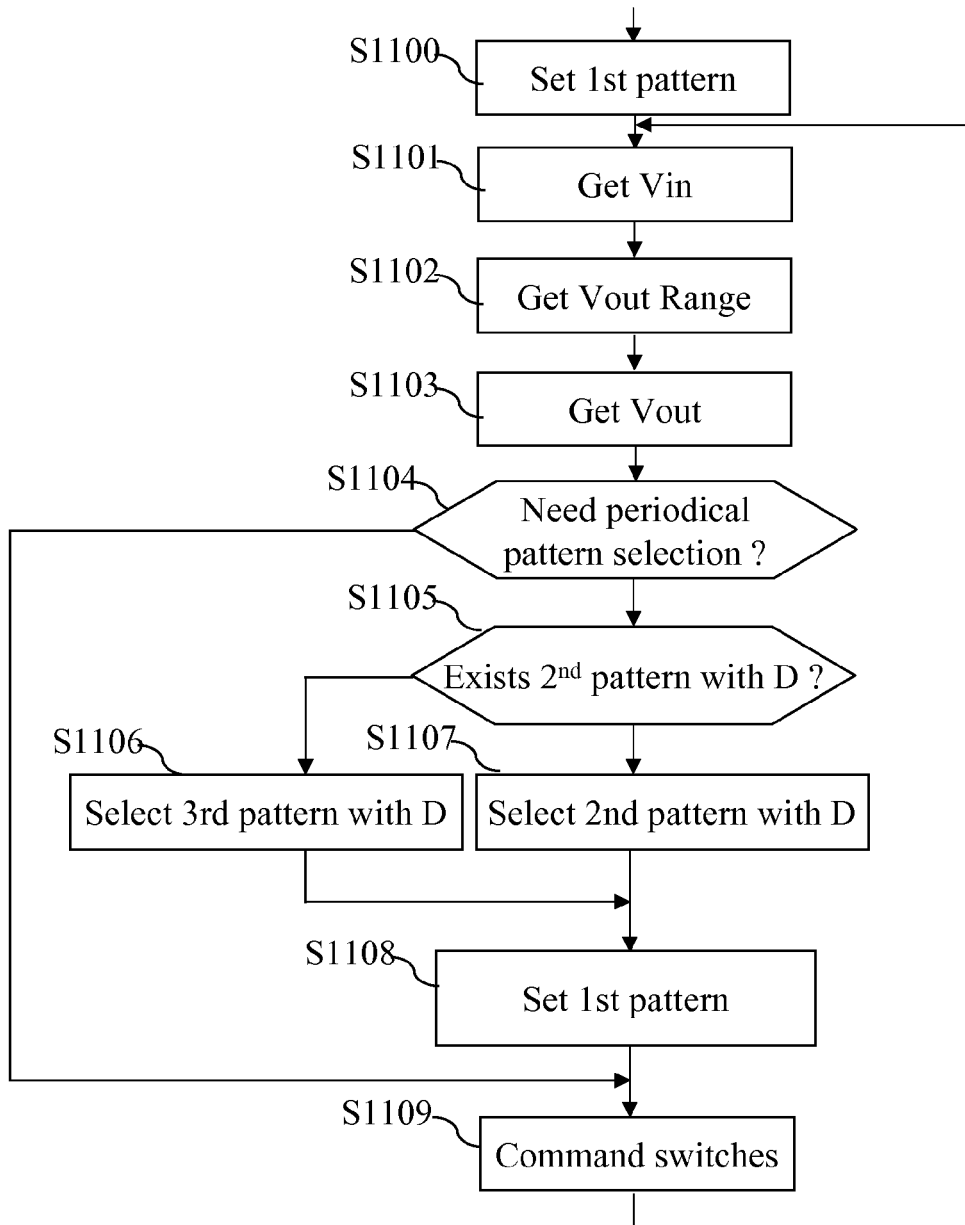 S1100
Set 1st pattern
S1101
Get Vin
S1102
Get Vout Range
S1103
Get Vout
S1104
Need periodical
pattern selection ?
S1105
Exists 2nd pattern with D ?
S1106
S1107
Select 3rd pattern with D
Select 2nd pattern with D
S1108
Set 1st pattern
S1109
Command switches